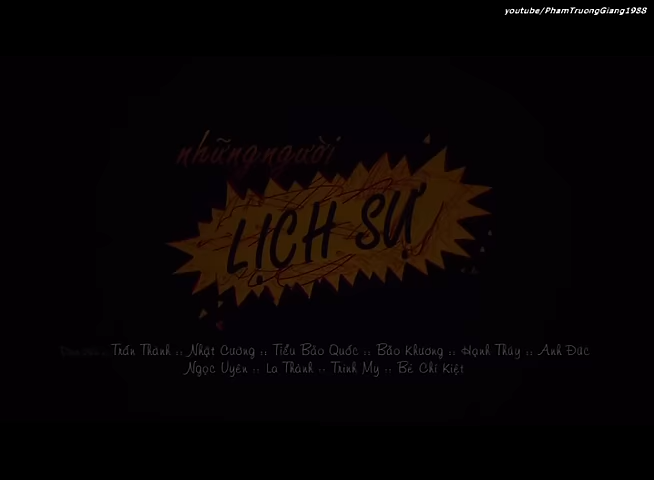 youtube/PhamTruongGiang1988
những người
LỊCH SỰ
Trấn Thành :: Nhật Cường :: Tiểu Bảo Quốc :: Bảo Khương :: Hạnh Thúy :: Anh Đức
Ngọc Uyên :: La Thành :: Trinh My :: Bé Chí Kiệt